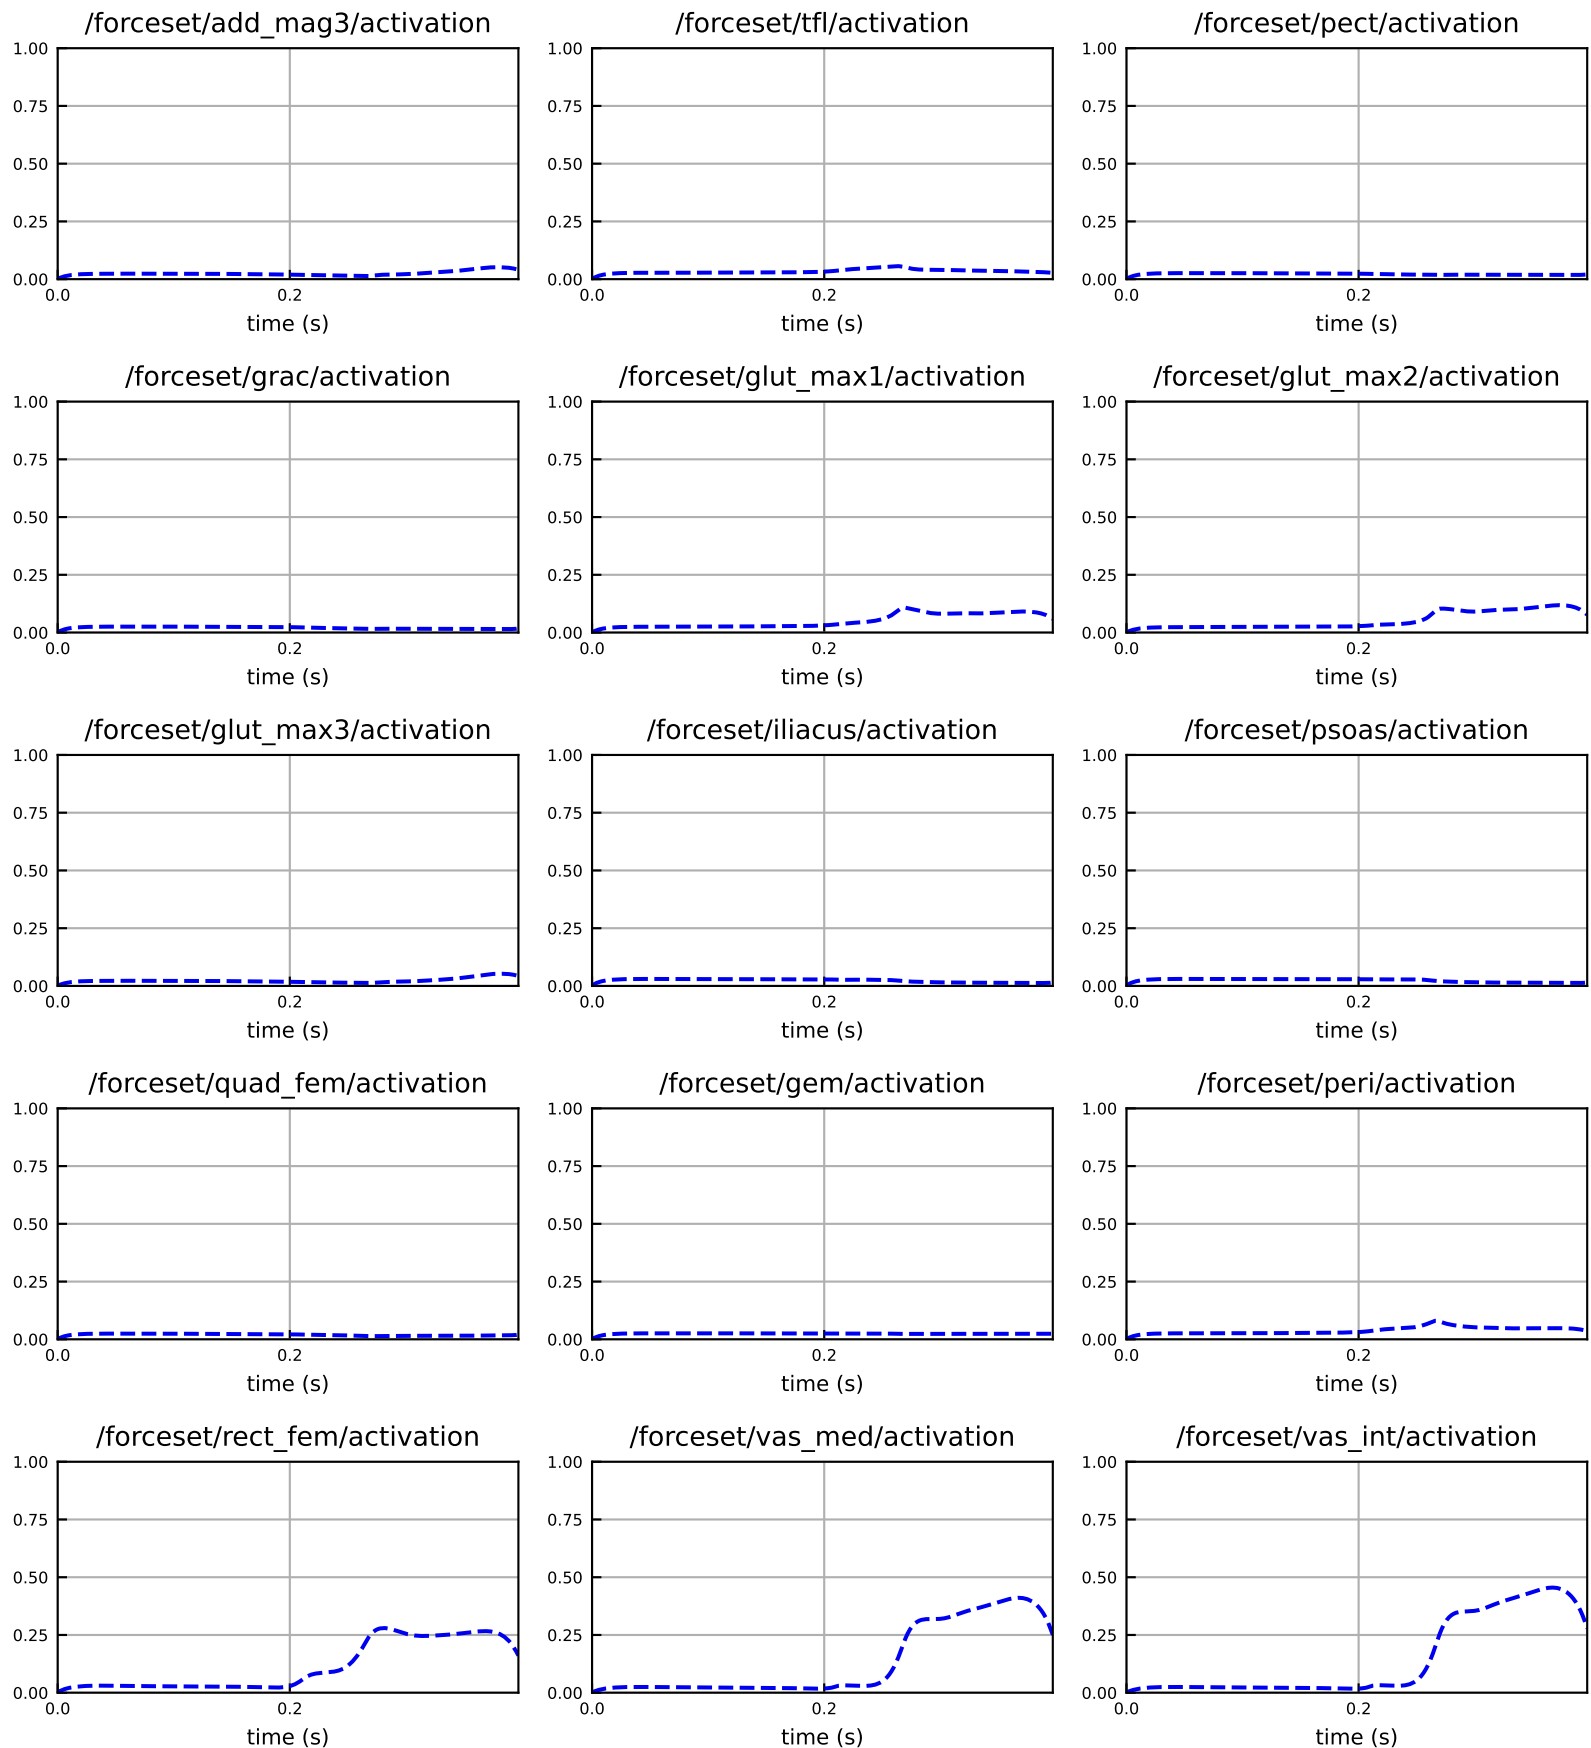 /forceset/add_mag3/activation /forceset/tfl/activation /forceset/pect/activation
1.00 1.00 1.00
0.75 0.75 0.75
0.50 0.50 0.50
0.25 0.25 0.25
0.00 0.00 0.00
0.0 0.2 0.0 0.2 0.0 0.2
time (s) time (s) time (s)
/forceset/grac/activation /forceset/glut_max1/activation /forceset/glut_max2/activation
1.00 1.00 1.00
0.75 0.75 0.75
0.50 0.50 0.50
0.25 0.25 0.25
0.00 0.00 0.00
0.0 0.2 0.0 0.2 0.0 0.2
time (s) time (s) time (s)
/forceset/glut_max3/activation /forceset/iliacus/activation /forceset/psoas/activation
1.00 1.00 1.00
0.75 0.75 0.75
0.50 0.50 0.50
0.25 0.25 0.25
0.00 0.00 0.00
0.0 0.2 0.0 0.2 0.0 0.2
time (s) time (s) time (s)
/forceset/quad_fem/activation /forceset/gem/activation /forceset/peri/activation
1.00 1.00 1.00
0.75 0.75 0.75
0.50 0.50 0.50
0.25 0.25 0.25
0.00 0.00 0.00
0.0 0.2 0.0 0.2 0.0 0.2
time (s) time (s) time (s)
/forceset/rect_fem/activation /forceset/vas_med/activation /forceset/vas_int/activation
1.00 1.00 1.00
0.75 0.75 0.75
0.50 0.50 0.50
0.25 0.25 0.25
0.00 0.00 0.00
0.0 0.2 0.0 0.2 0.0 0.2
time (s) time (s) time (s)